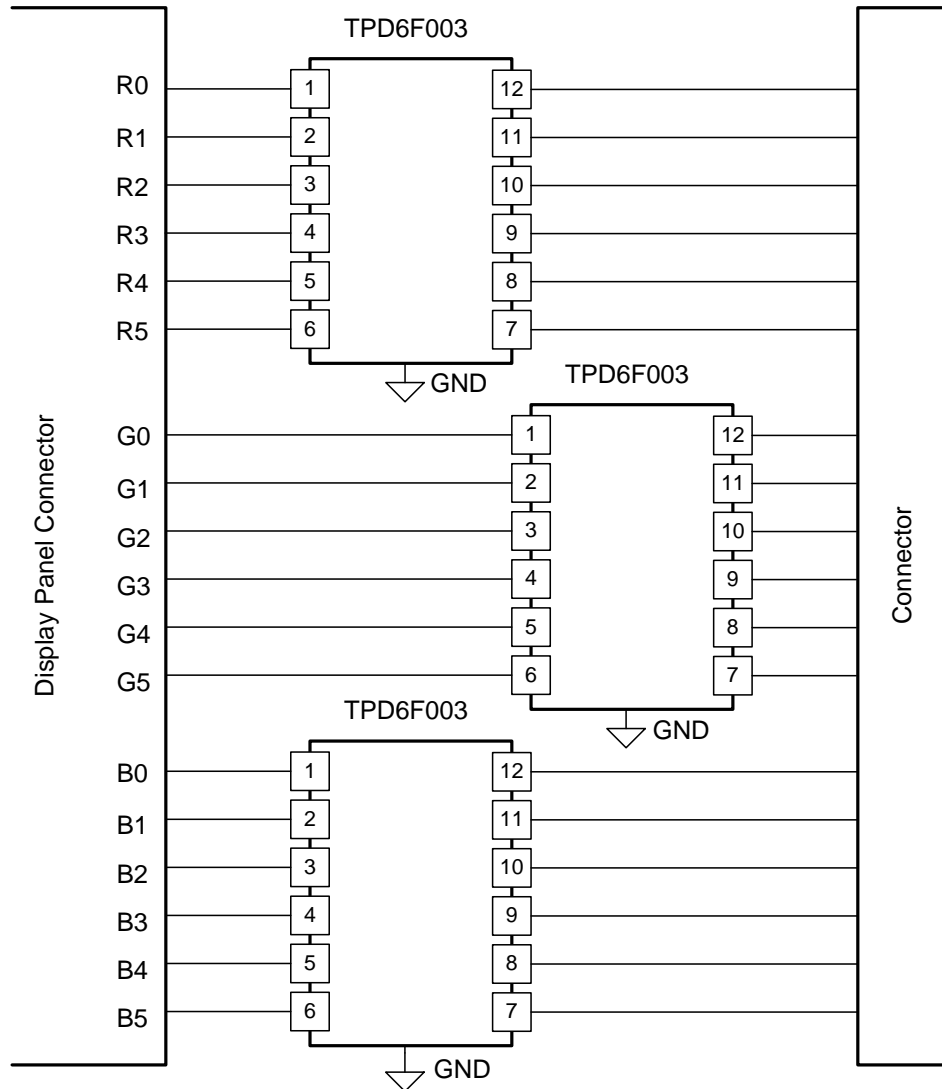 TPD6F003
R0 1 12
R1 2 11
R2 3 10
R3 4 9
R4 5 8
R5 6 7
GND
TPD6F003
G0 1 12
G1 2 11
G2 3 10
G3 4 9
G4 5 8
G5 6 7
GND
TPD6F003
B0 1 12
B1 2 11
B2 3 10
B3 4 9
B4 5 8
B5 6 7
GND
Display Panel Connector
Connector